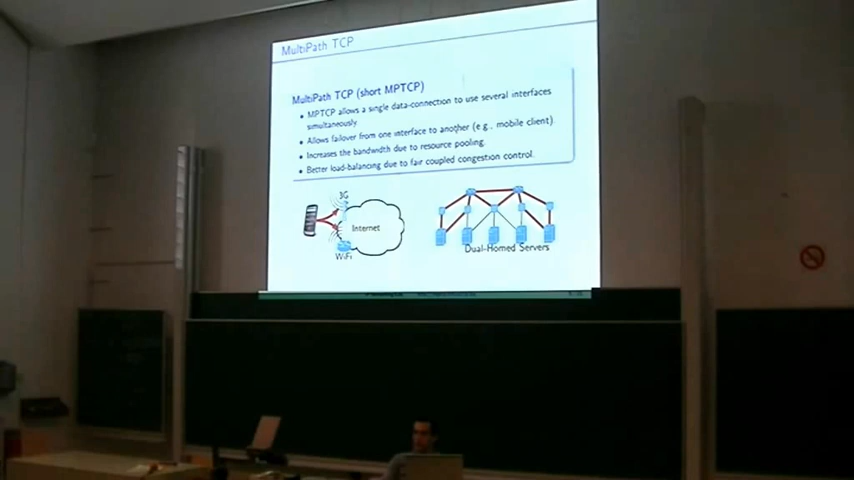 MultiPath TCP
MultiPath TCP (short MPTCP)
• MPTCP allows a single data-connection to use several interfaces
simultaneously.
• Allows failover from one interface to another (e.g., mobile client).
• Increases the bandwidth due to resource pooling.
• Better load-balancing due to fair coupled congestion control.
3G
Internet
WiFi
Dual-Homed Servers